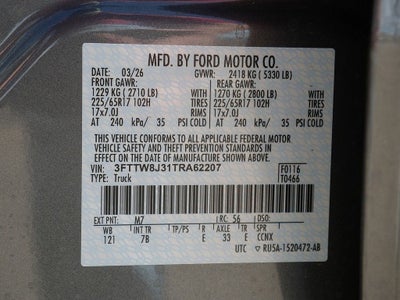 MFD. BY FORD MOTOR CO.
DATE: 03/26 GVWR: 2418 KG ( 5330 LB)
FRONT GAWR: REAR GAWR:
1229 KG ( 2710 LB) WITH 1270 KG ( 2800 LB) WITH
225/65R17 102H TIRES 225/65R17 102H TIRES
17x7.0J RIMS 17x7.0J RIMS
AT 240 kPa/ 35 PSI COLD AT 240 kPa/ 35 PSI COLD
THIS VEHICLE CONFORMS TO ALL APPLICABLE FEDERAL MOTOR
VEHICLE SAFETY AND THEFT PREVENTION STANDARDS IN EFFECT
ON THE DATE OF MANUFACTURE SHOWN ABOVE.
VIN: 3FTTW8J31TRA62207 F0116
TYPE: Truck T0466
EXT PNT: M7 RC: 56 DSO:
WB INT TR TP/PS R AXLE TR SPR
121 7B E 33 E CCNX
UTC RU5A-1520472-AB